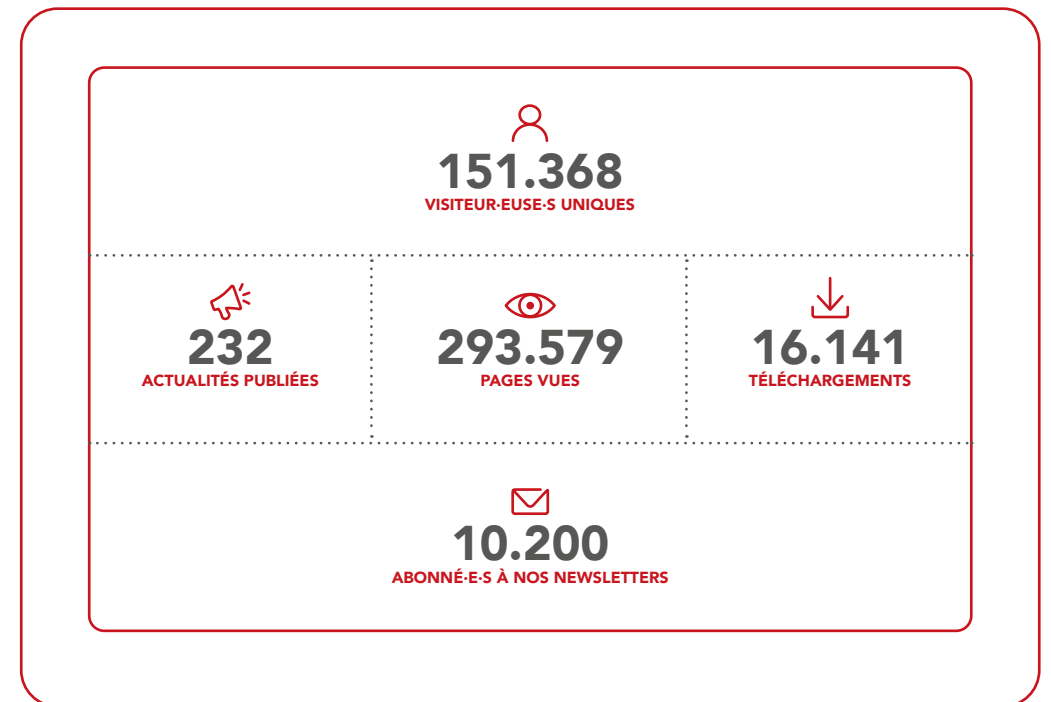 151.368
VISITEUR·EUSE·S UNIQUES
232
ACTUALITÉS PUBLIÉES
293.579
PAGES VUES
16.141
TÉLÉCHARGEMENTS
10.200
ABONNÉ·E·S À NOS NEWSLETTERS